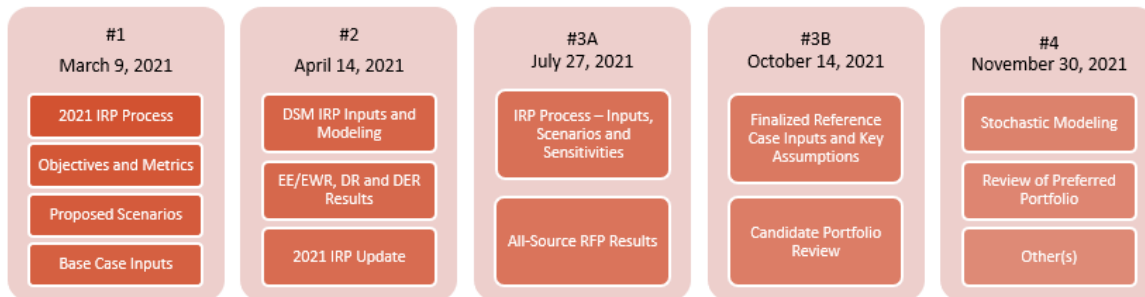 #1
March 9, 2021
2021 IRP Process
Objectives and Metrics
Proposed Scenarios
Base Case Inputs
#2
April 14, 2021
DSM IRP Inputs and
Modeling
EE/EWR, DR and DER
Results
2021 IRP Update
#3A
July 27, 2021
IRP Process – Inputs,
Scenarios and
Sensitivities
All-Source RFP Results
#3B
October 14, 2021
Finalized Reference
Case Inputs and Key
Assumptions
Candidate Portfolio
Review
#4
November 30, 2021
Stochastic Modeling
Review of Preferred
Portfolio
Other(s)